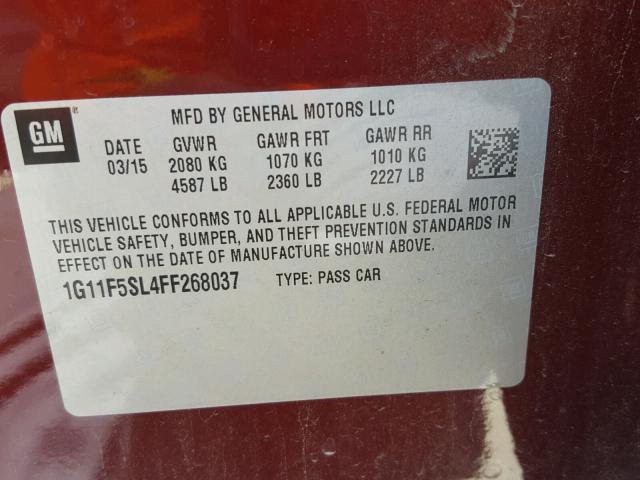 GM ®
MFD BY GENERAL MOTORS LLC
DATE GVWR GAWR FRT GAWR RR
03/15 2080 KG 1070 KG 1010 KG
4587 LB 2360 LB 2227 LB
THIS VEHICLE CONFORMS TO ALL APPLICABLE U.S. FEDERAL MOTOR
VEHICLE SAFETY, BUMPER, AND THEFT PREVENTION STANDARDS IN
EFFECT ON THE DATE OF MANUFACTURE SHOWN ABOVE.
1G11F5SL4FF268037 TYPE: PASS CAR